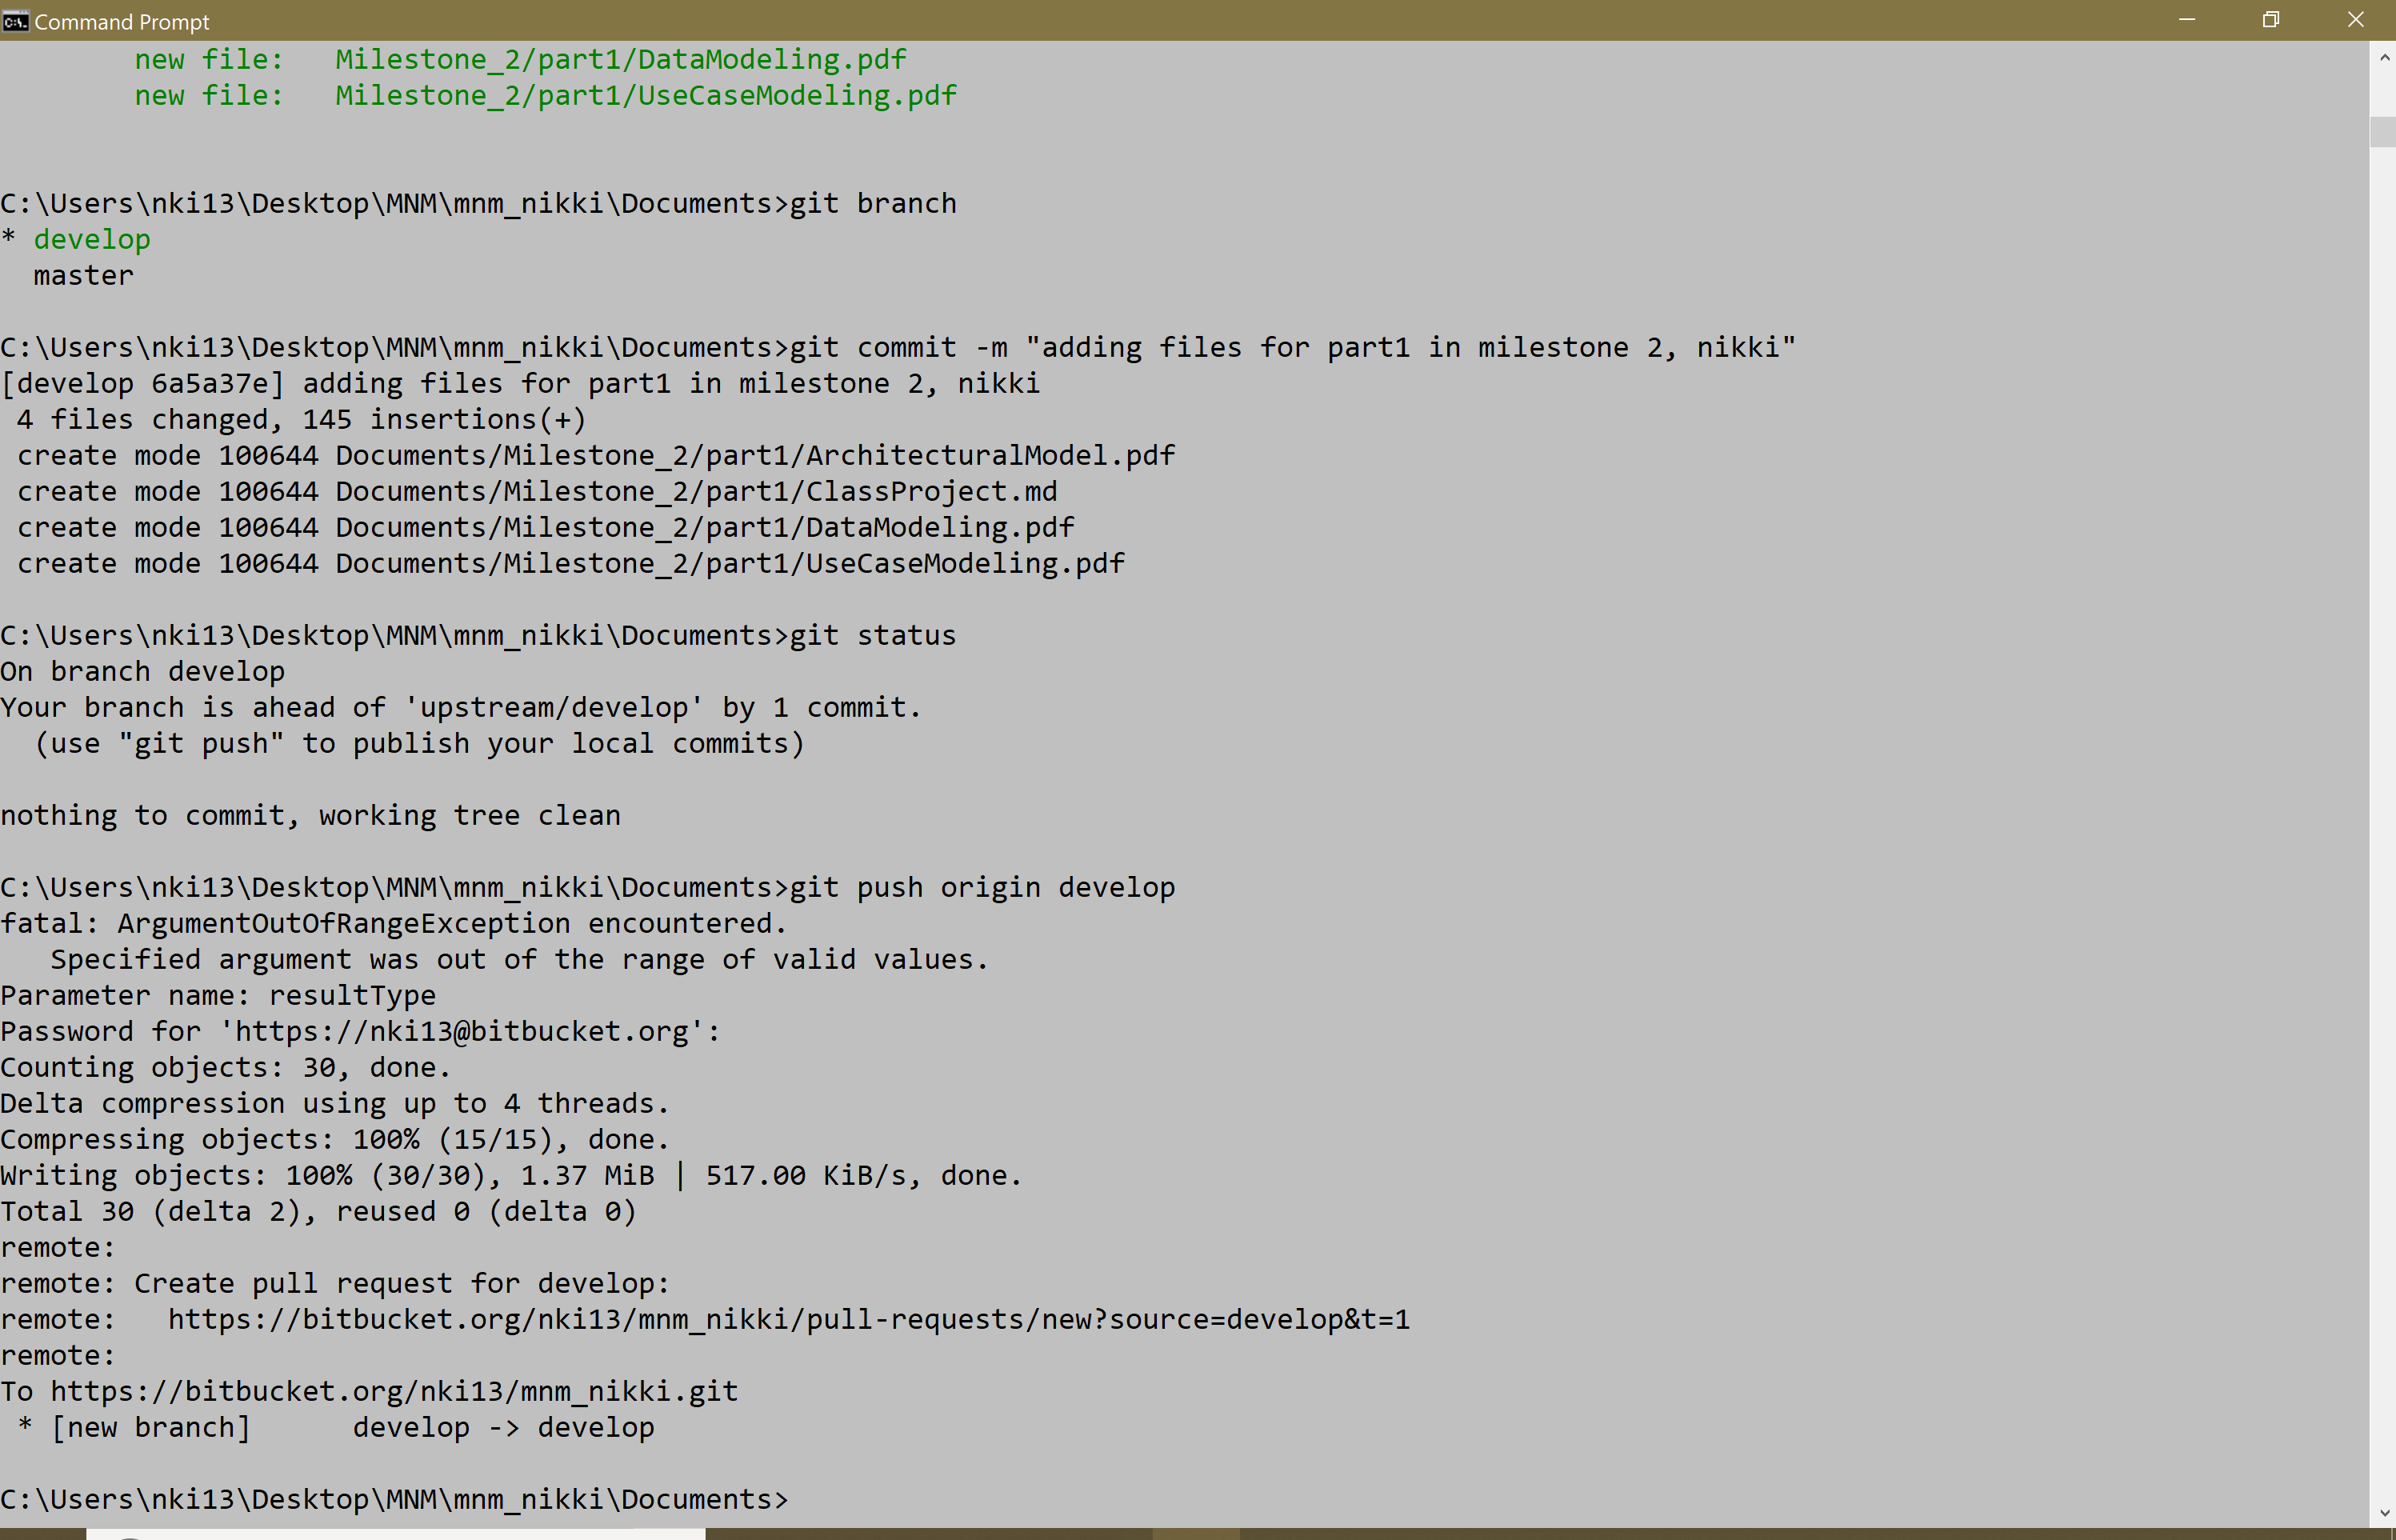 Command Prompt
new file:   Milestone_2/part1/DataModeling.pdf
new file:   Milestone_2/part1/UseCaseModeling.pdf
C:\Users\nki13\Desktop\MNM\mnm_nikki\Documents>git branch
* develop
  master
C:\Users\nki13\Desktop\MNM\mnm_nikki\Documents>git commit -m "adding files for part1 in milestone 2, nikki"
[develop 6a5a37e] adding files for part1 in milestone 2, nikki
 4 files changed, 145 insertions(+)
 create mode 100644 Documents/Milestone_2/part1/ArchitecturalModel.pdf
 create mode 100644 Documents/Milestone_2/part1/ClassProject.md
 create mode 100644 Documents/Milestone_2/part1/DataModeling.pdf
 create mode 100644 Documents/Milestone_2/part1/UseCaseModeling.pdf
C:\Users\nki13\Desktop\MNM\mnm_nikki\Documents>git status
On branch develop
Your branch is ahead of 'upstream/develop' by 1 commit.
  (use "git push" to publish your local commits)
nothing to commit, working tree clean
C:\Users\nki13\Desktop\MNM\mnm_nikki\Documents>git push origin develop
fatal: ArgumentOutOfRangeException encountered.
   Specified argument was out of the range of valid values.
Parameter name: resultType
Password for 'https://nki13@bitbucket.org':
Counting objects: 30, done.
Delta compression using up to 4 threads.
Compressing objects: 100% (15/15), done.
Writing objects: 100% (30/30), 1.37 MiB | 517.00 KiB/s, done.
Total 30 (delta 2), reused 0 (delta 0)
remote:
remote: Create pull request for develop:
remote:   https://bitbucket.org/nki13/mnm_nikki/pull-requests/new?source=develop&t=1
remote:
To https://bitbucket.org/nki13/mnm_nikki.git
 * [new branch]      develop -> develop
C:\Users\nki13\Desktop\MNM\mnm_nikki\Documents>